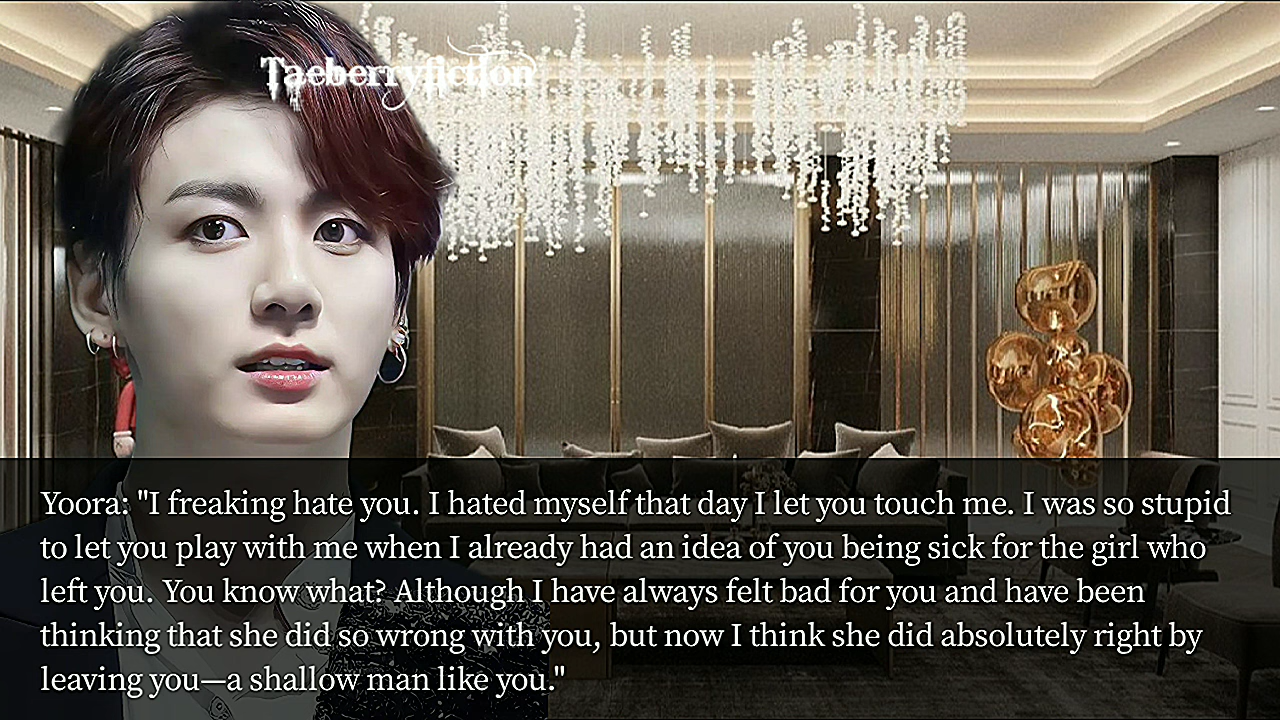 Taeberryfiction
Yoora: "I freaking hate you. I hated myself that day I let you touch me. I was so stupid
to let you play with me when I already had an idea of you being sick for the girl who
left you. You know what? Although I have always felt bad for you and have been
thinking that she did so wrong with you, but now I think she did absolutely right by
leaving you—a shallow man like you."